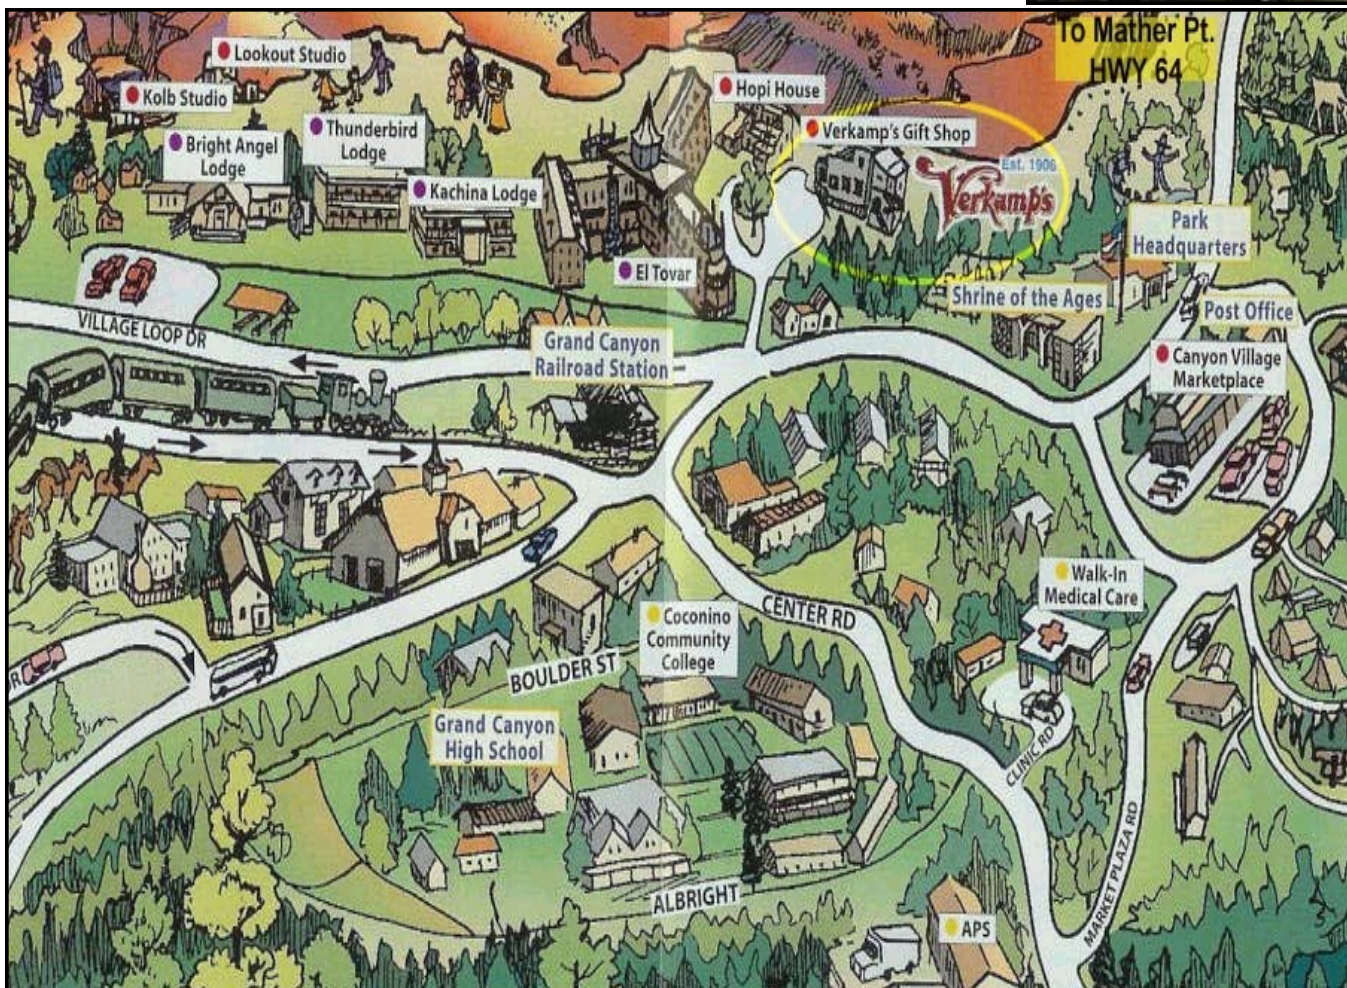 To Mather Pt.
HWY 64
Lookout Studio
Kolb Studio
Hopi House
Thunderbird
Lodge
Verkamp's Gift Shop
Bright Angel
Lodge
Est. 1906
Verkamp's
Kachina Lodge
Park
Headquarters
El Tovar
Shrine of the Ages
Post Office
VILLAGE LOOP DR
Grand Canyon
Railroad Station
Canyon Village
Marketplace
Walk-In
Medical Care
CENTER RD
Coconino
Community
College
BOULDER ST
R
Grand Canyon
High School
CLINIC RD
MARKET PLAZA RD
ALBRIGHT
APS